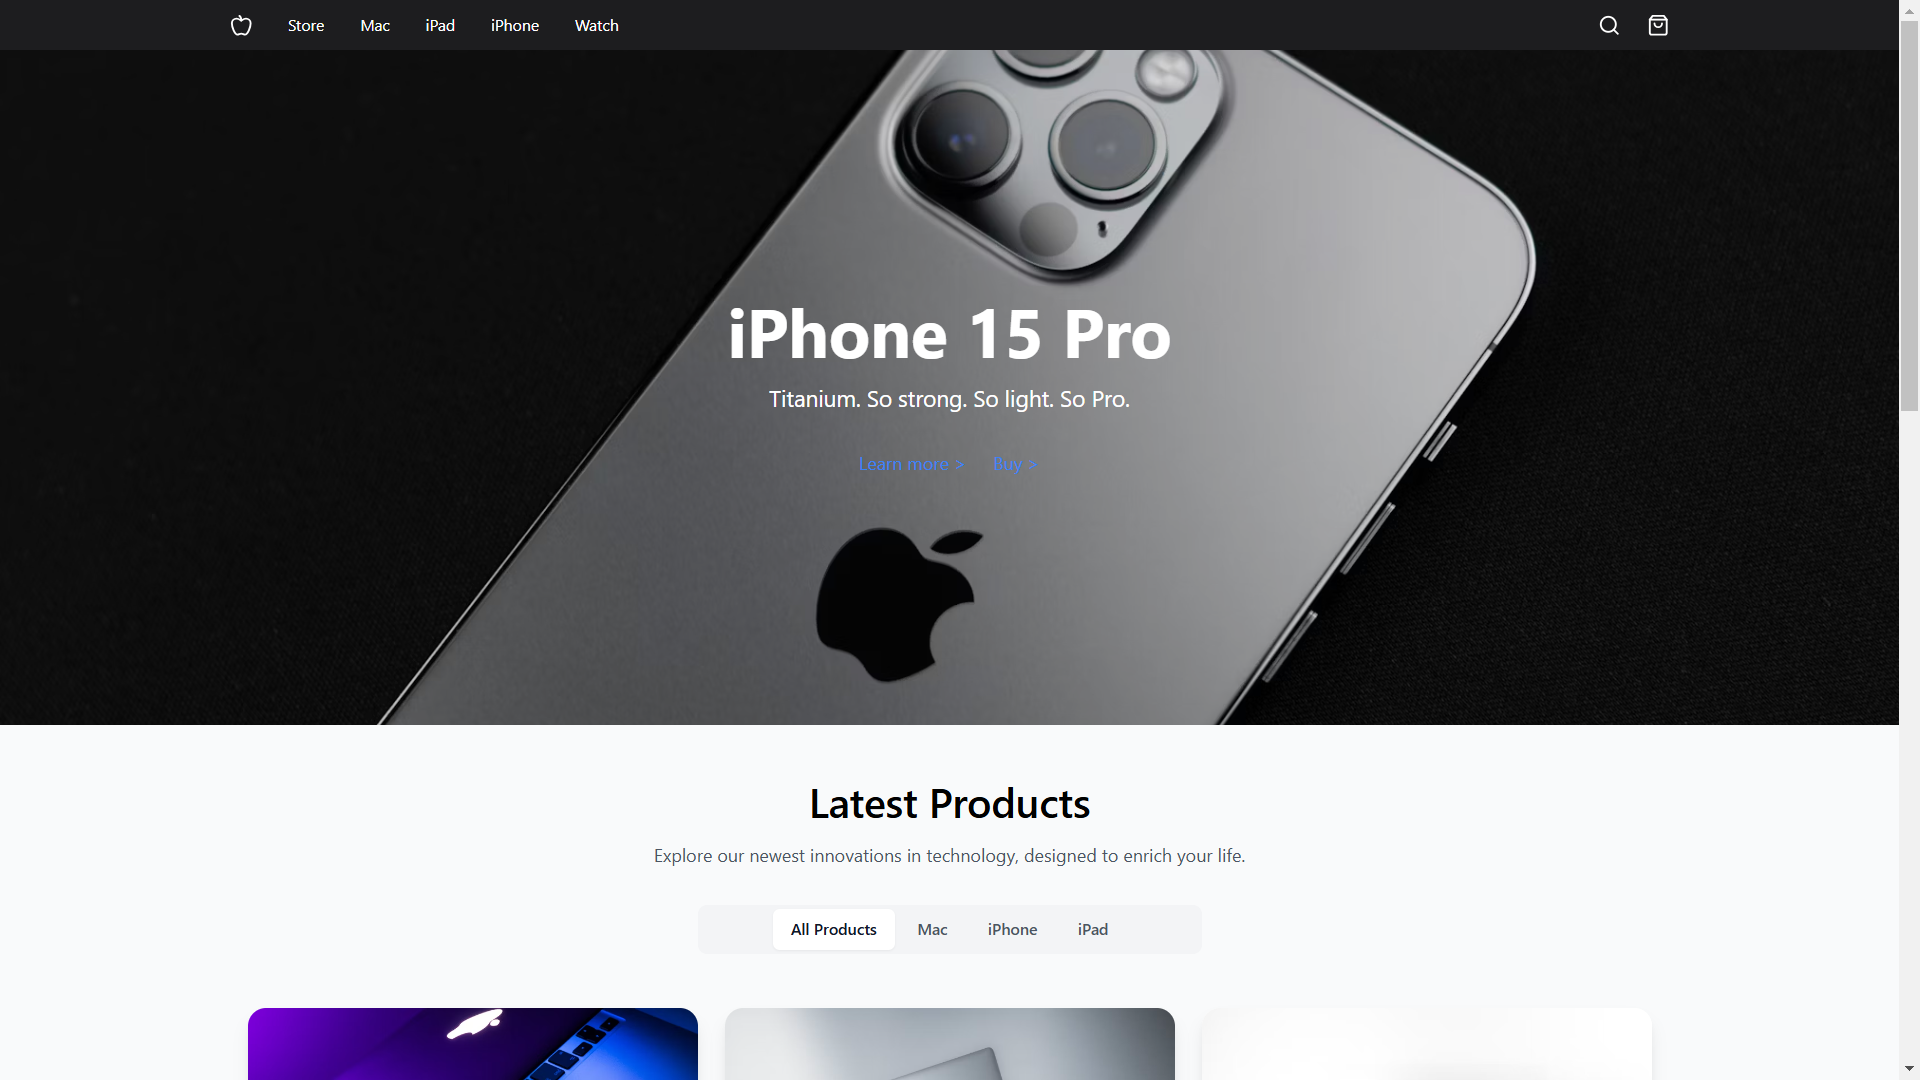 Store Mac iPad iPhone Watch
iPhone 15 Pro
Titanium. So strong. So light. So Pro.
Learn more > Buy >
Latest Products
Explore our newest innovations in technology, designed to enrich your life.
All Products Mac iPhone iPad